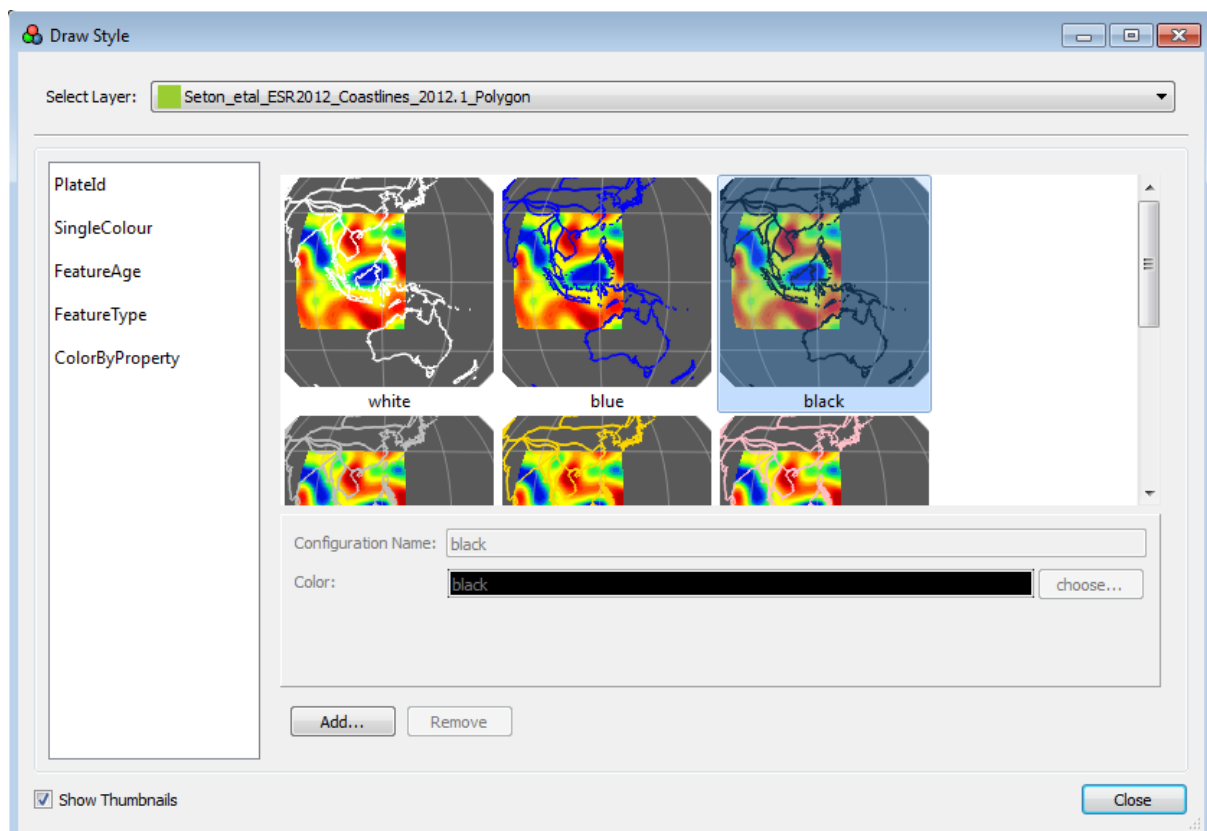 Draw Style
Select Layer: Seton_etal_ESR2012_Coastlines_2012.1_Polygon
PlateId
SingleColour
FeatureAge
FeatureType
ColorByProperty
white blue black
Configuration Name: black
Color: black choose...
Add... Remove
Show Thumbnails
Close